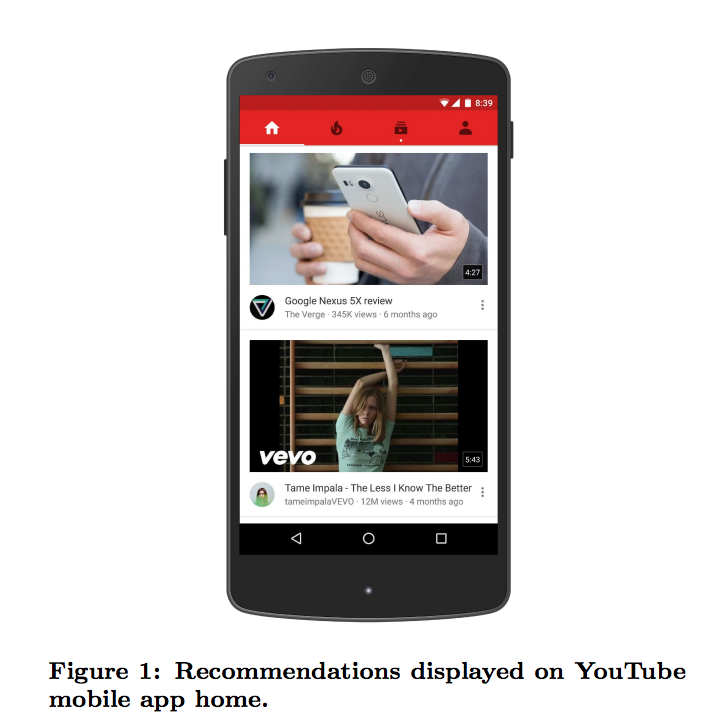 8:39
4:27
Google Nexus 5X review
The Verge · 345K views · 6 months ago
vevo
5:43
Tame Impala - The Less I Know The Better
tameimpalaVEVO · 12M views · 4 months ago
Figure 1: Recommendations displayed on YouTube
mobile app home.